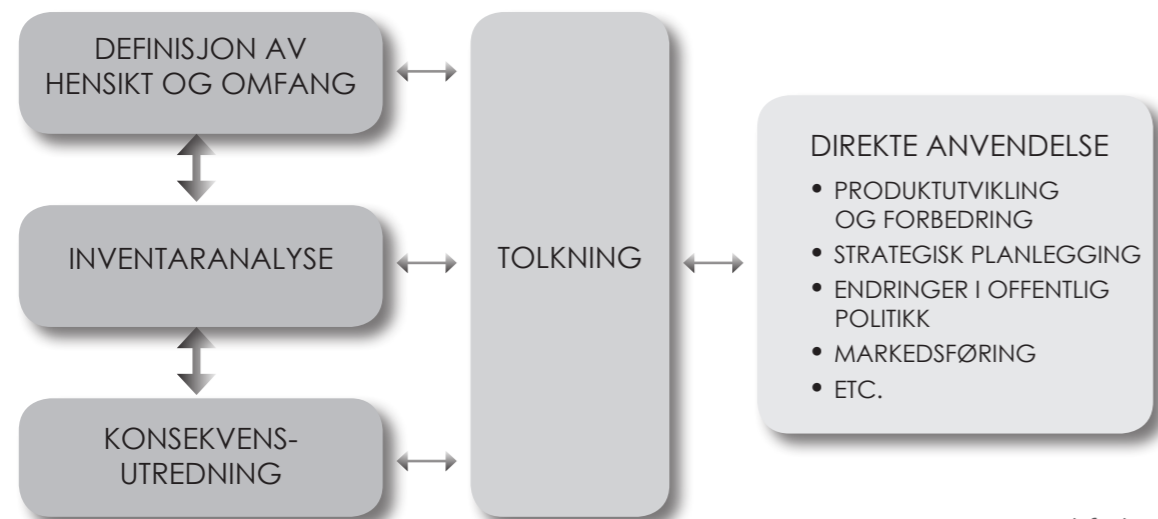 DEFINISJON AV
HENSIKT OG OMFANG
INVENTARANALYSE
KONSEKVENS-
UTREDNING
TOLKNING
DIREKTE ANVENDELSE
• PRODUKTUTVIKLING
OG FORBEDRING
• STRATEGISK PLANLEGGING
• ENDRINGER I OFFENTLIG
POLITIKK
• MARKEDSFØRING
• ETC.